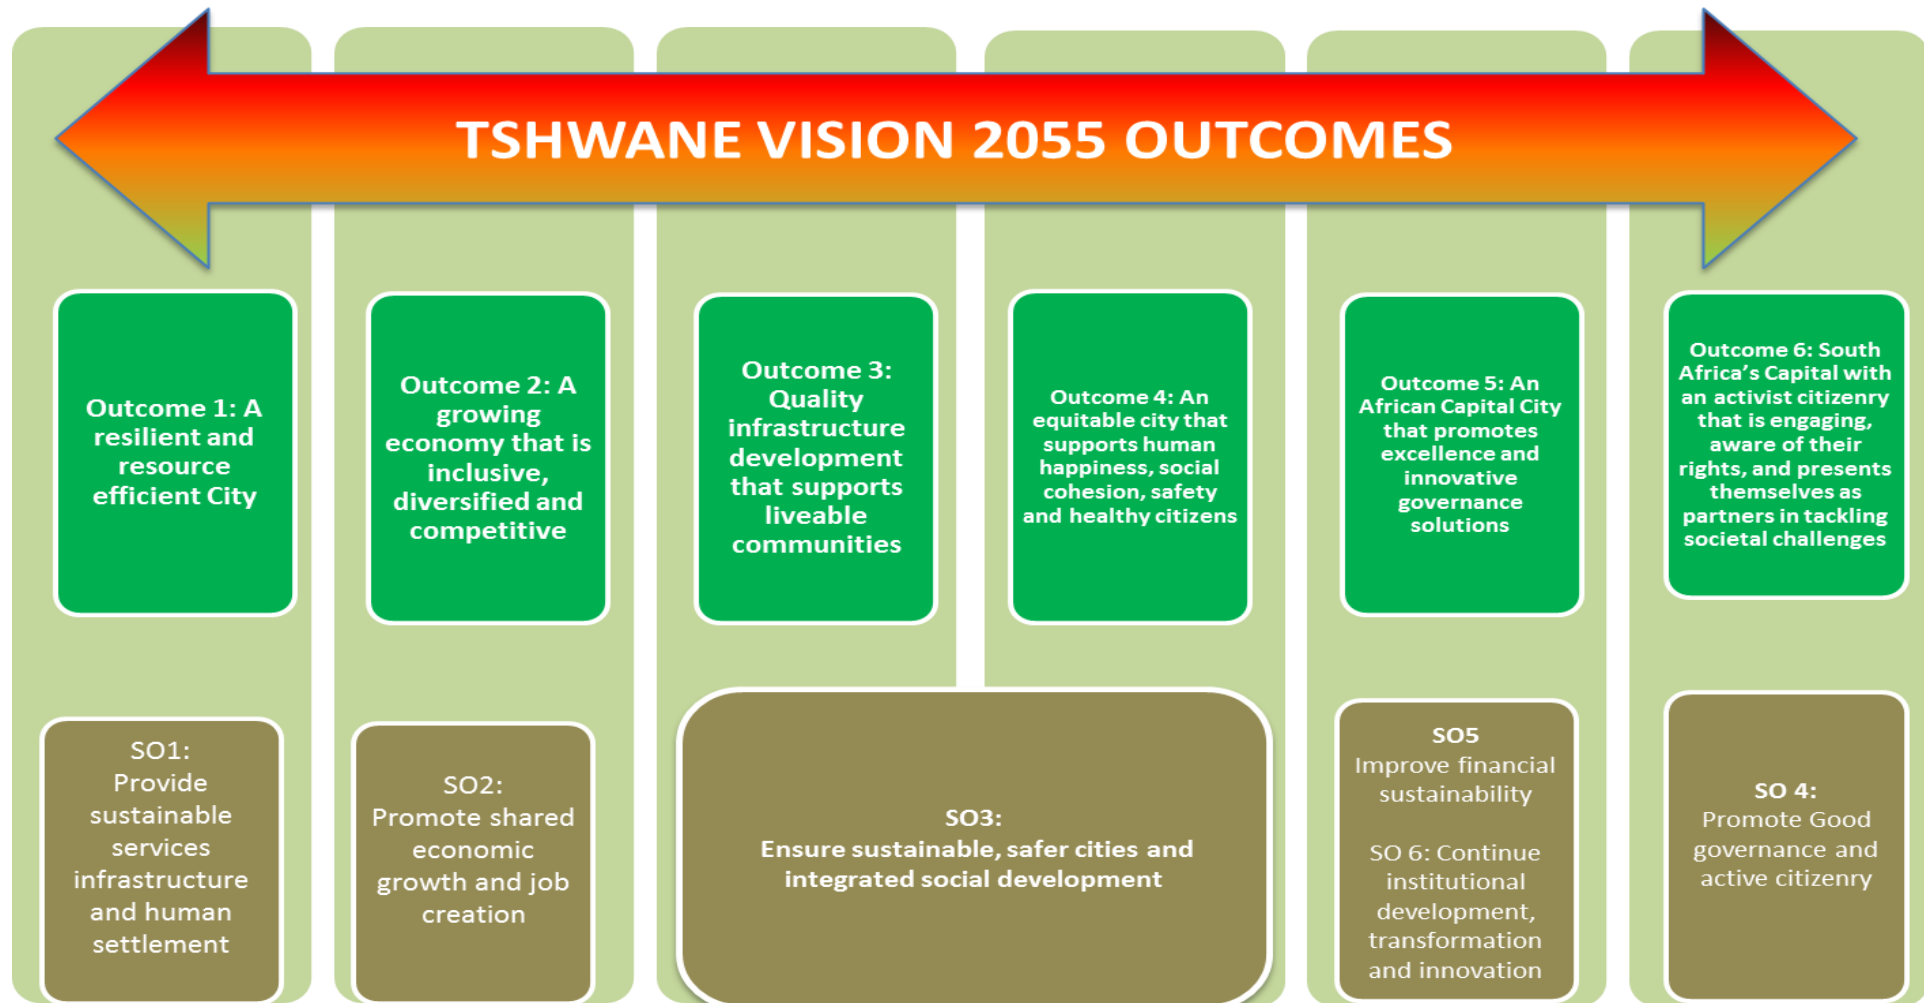 TSHWANE VISION 2055 OUTCOMES
Outcome 1: A
resilient and
resource
efficient City
Outcome 2: A
growing
economy that is
inclusive,
diversified and
competitive
Outcome 3:
Quality
infrastructure
development
that supports
liveable
communities
Outcome 4: An
equitable city that
supports human
happiness, social
cohesion, safety
and healthy citizens
Outcome 5: An
African Capital City
that promotes
excellence and
innovative
governance
solutions
Outcome 6: South
Africa’s Capital with
an activist citizenry
that is engaging,
aware of their
rights, and presents
themselves as
partners in tackling
societal challenges
SO1:
Provide
sustainable
services
infrastructure
and human
settlement
SO2:
Promote shared
economic
growth and job
creation
SO3:
Ensure sustainable, safer cities and
integrated social development
SO5
Improve financial
sustainability
SO 6: Continue
institutional
development,
transformation
and innovation
SO 4:
Promote Good
governance and
active citizenry